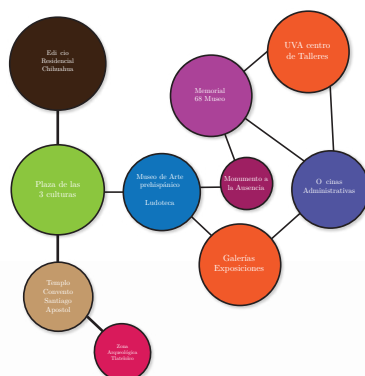 Edi cio
Residencial
Chihuahua
UVA centro
de Talleres
Memorial
68 Museo
Plaza de las
3 culturas
Museo de Arte
prehispánico
Ludoteca
Monumento a
la Ausencia
O cinas
Administrativas
Galerías
Exposiciones
Templo
Convento
Santiago
Apostol
Zona
Arqueológica
Tlatelolco